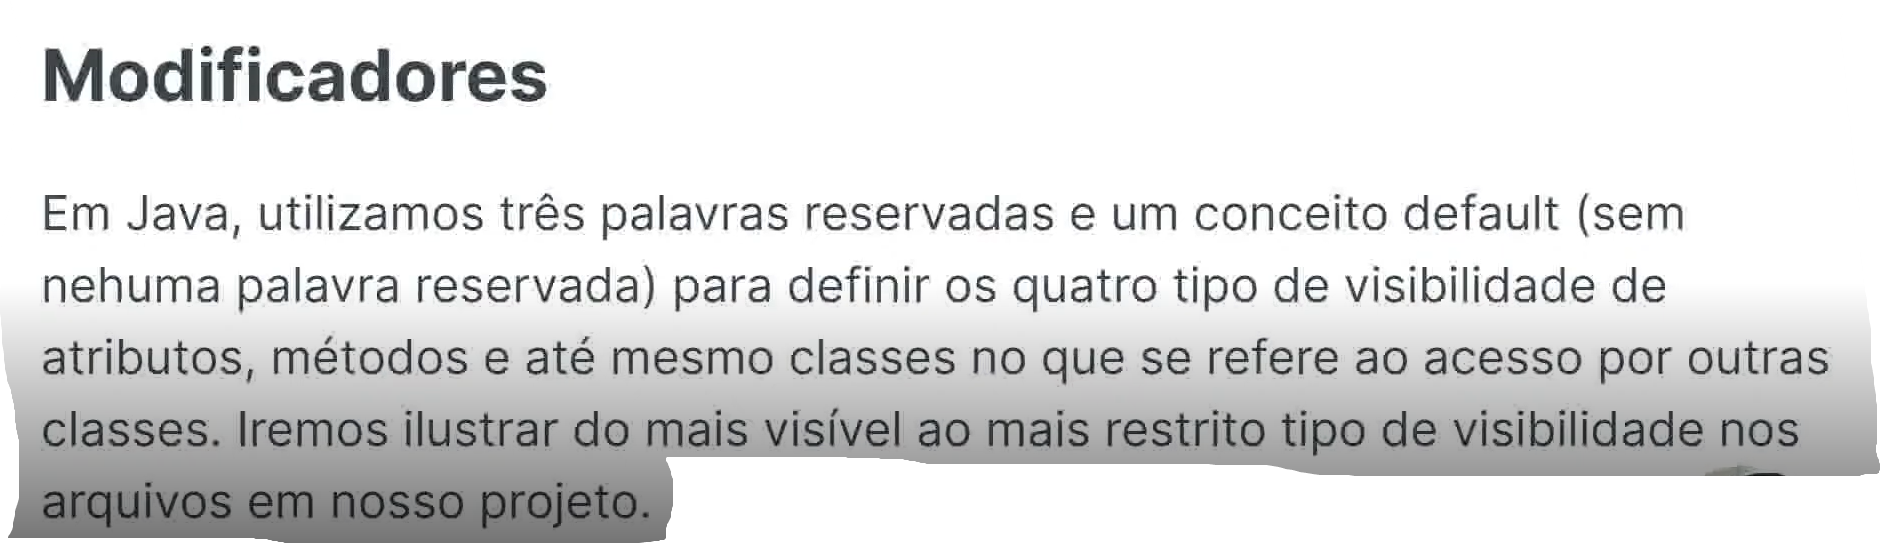 Modificadores
Em Java, utilizamos três palavras reservadas e um conceito default (sem
nehuma palavra reservada) para definir os quatro tipo de visibilidade de
atributos, métodos e até mesmo classes no que se refere ao acesso por outras
classes. Iremos ilustrar do mais visível ao mais restrito tipo de visibilidade nos
arquivos em nosso projeto.